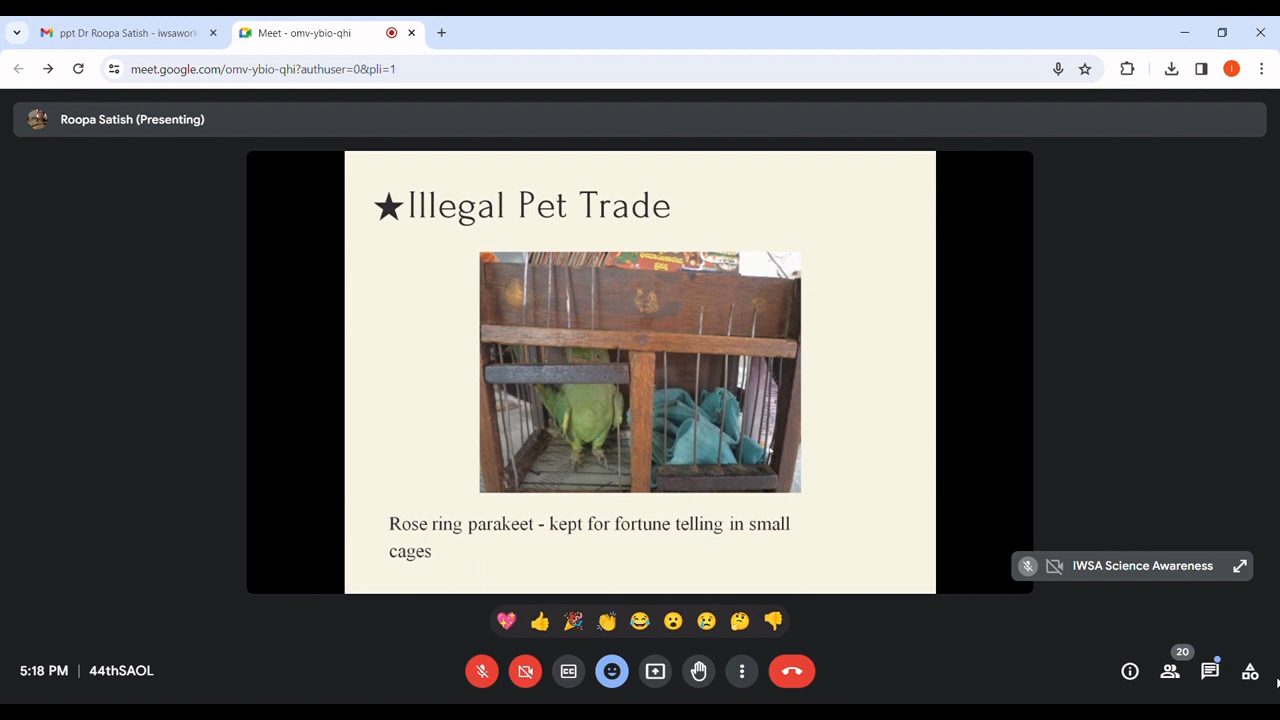 ppt Dr Roopa Satish - iwsawork
Meet - omv-ybio-qhi
meet.google.com/omv-ybio-qhi?authuser=0&pli=1
I
Roopa Satish (Presenting)
★Illegal Pet Trade
Rose ring parakeet - kept for fortune telling in small
cages
IWSA Science Awareness
5:18 PM | 44thSAOL
20